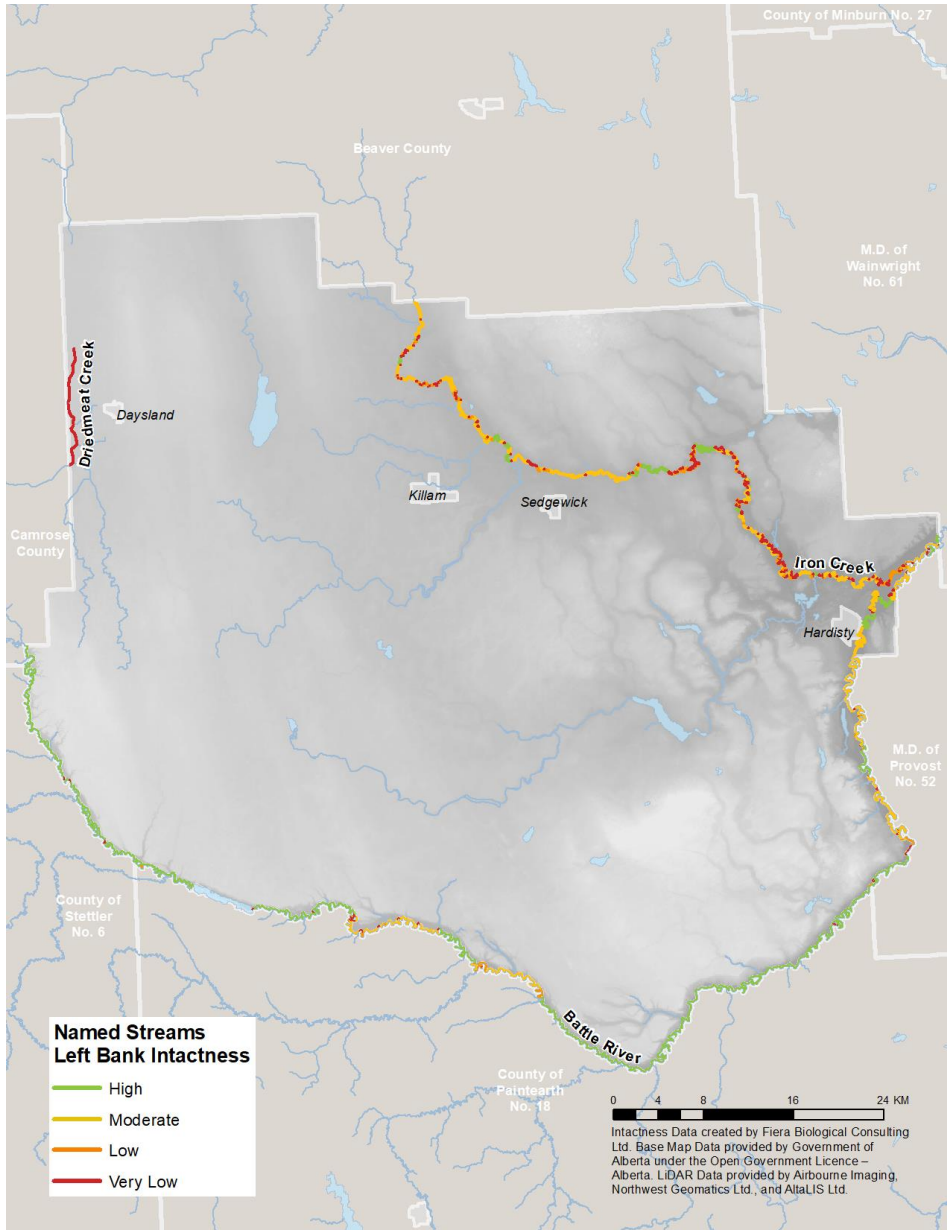 County of Minburn No. 27
Beaver County
M.D. of
Wainwright
No. 61
Driedmeat Creek
Daysland
Killam
Sedgewick
Camrose
County
Iron Creek
Hardisty
M.D. of
Provost
No. 52
County of
Stettler
No. 6
Battle River
County of
Paintearth
No. 18
Named Streams
Left Bank Intactness
High
Moderate
Low
Very Low
0 4 8 16 24 KM
Intactness Data created by Fiera Biological Consulting
Ltd. Base Map Data provided by Government of
Alberta under the Open Government Licence –
Alberta. LiDAR Data provided by Airbourne Imaging,
Northwest Geomatics Ltd., and AltaLIS Ltd.